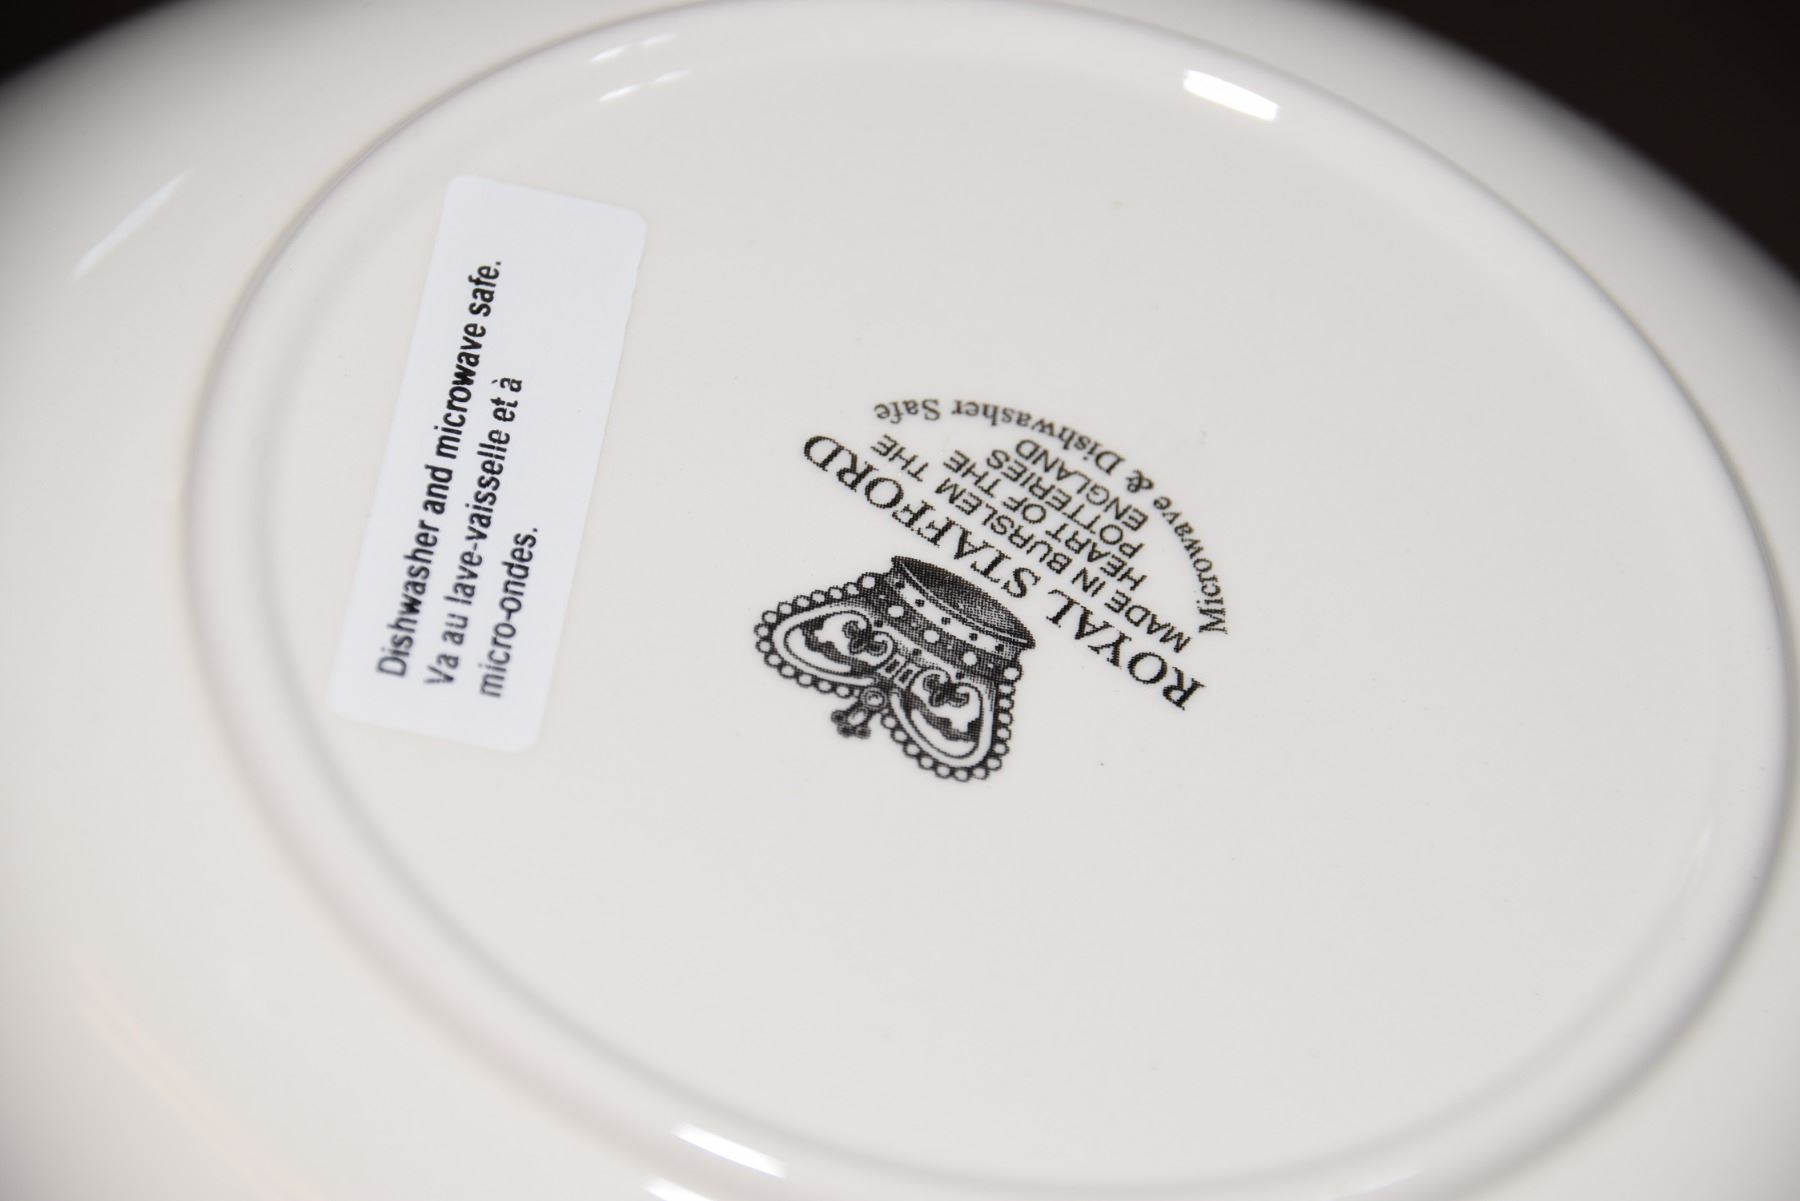 Dishwasher and microwave safe.
Va au lave-vaisselle et à
micro-ondes.
ROYAL STAFFORD
MADE IN BURSLEM THE
HEART OF THE
POTTERIES
ENGLAND
Microwave & Dishwasher Safe